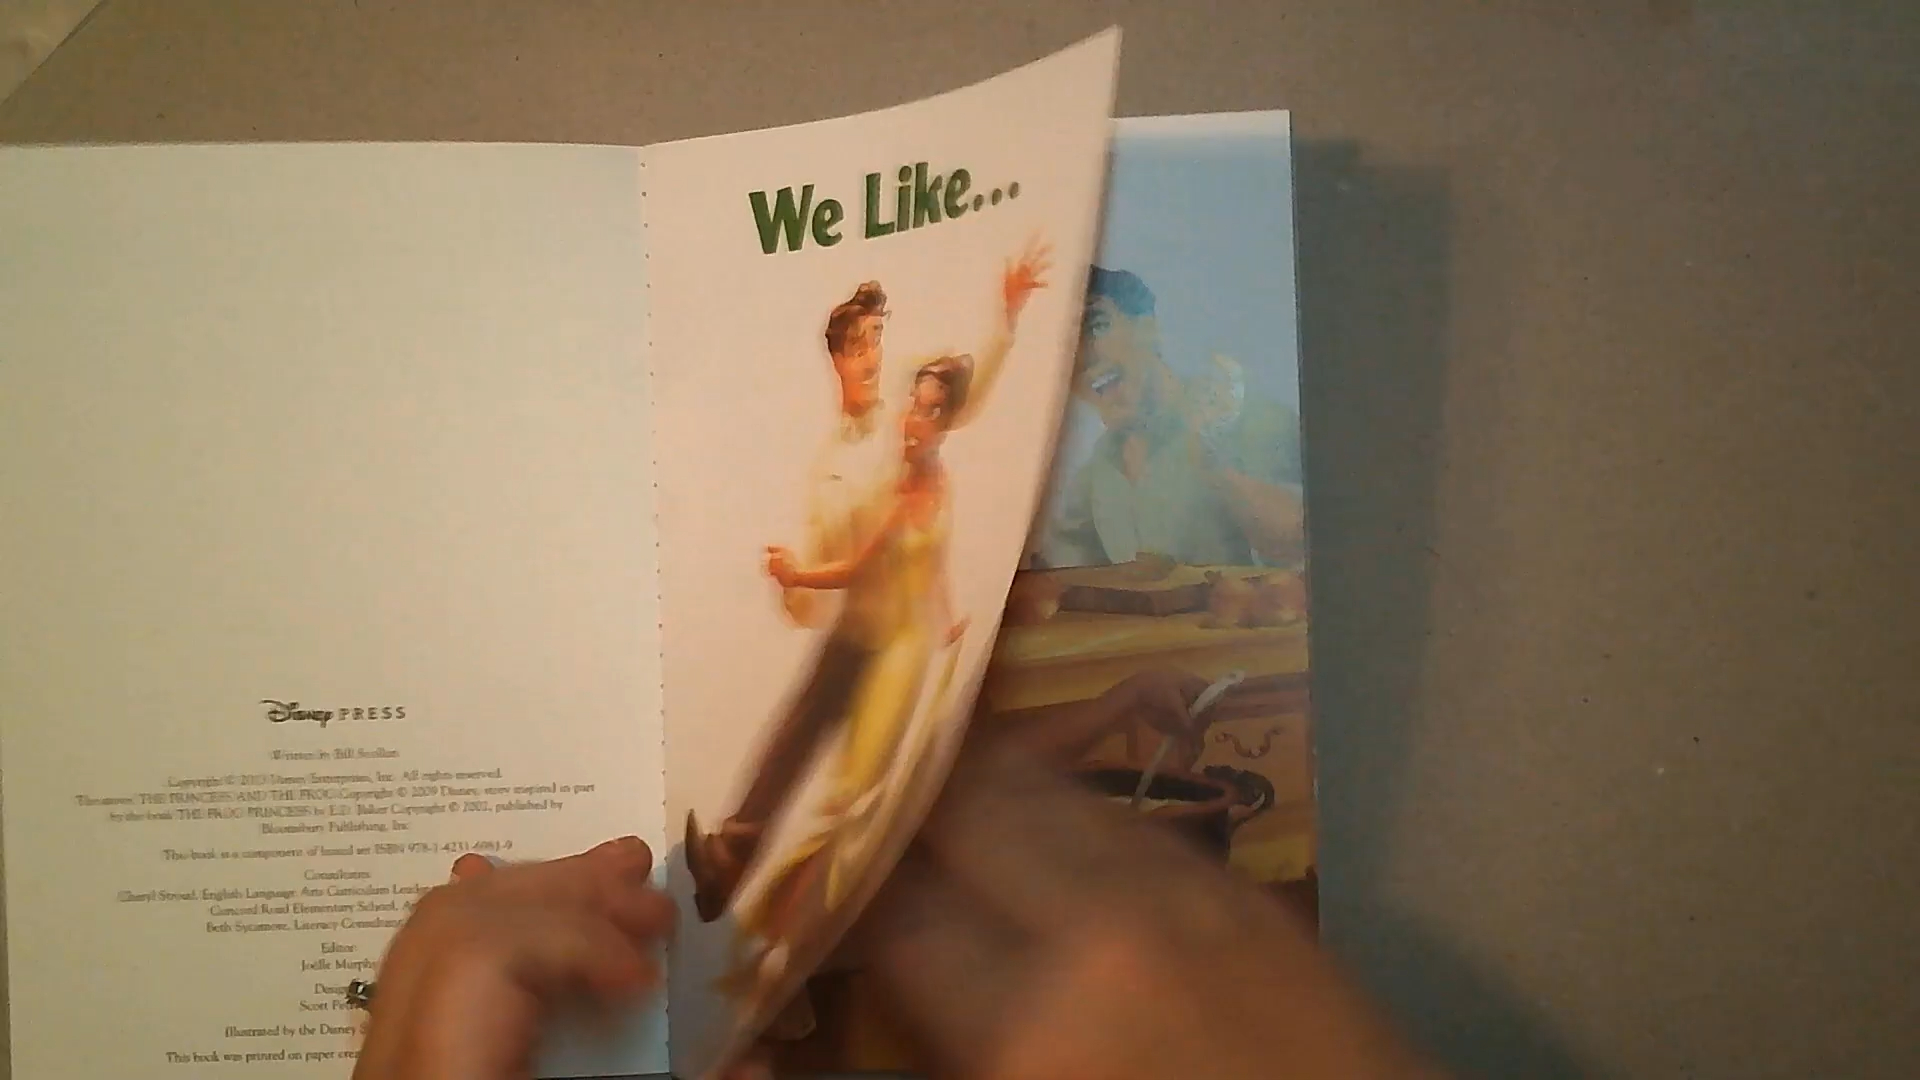 We Like...
Disney PRESS
Written by Bill Scollon
Copyright © 2013 Disney Enterprises, Inc. All rights reserved.
The movie THE PRINCESS AND THE FROG Copyright © 2009 Disney, story inspired in part
by the book THE FROG PRINCESS by E.D. Baker Copyright © 2002, published by
Bloomsbury Publishing, Inc.
This book is a component of boxed set ISBN 978-1-4231-6981-9
Consultants
Cheryl Stroud, English Language Arts Curriculum Leader
Concord Road Elementary School,
Beth Sycamore, Literacy Consultant
Editor
Joëlle Murphy
Scott
Illustrated by the Disney
This book was printed on paper